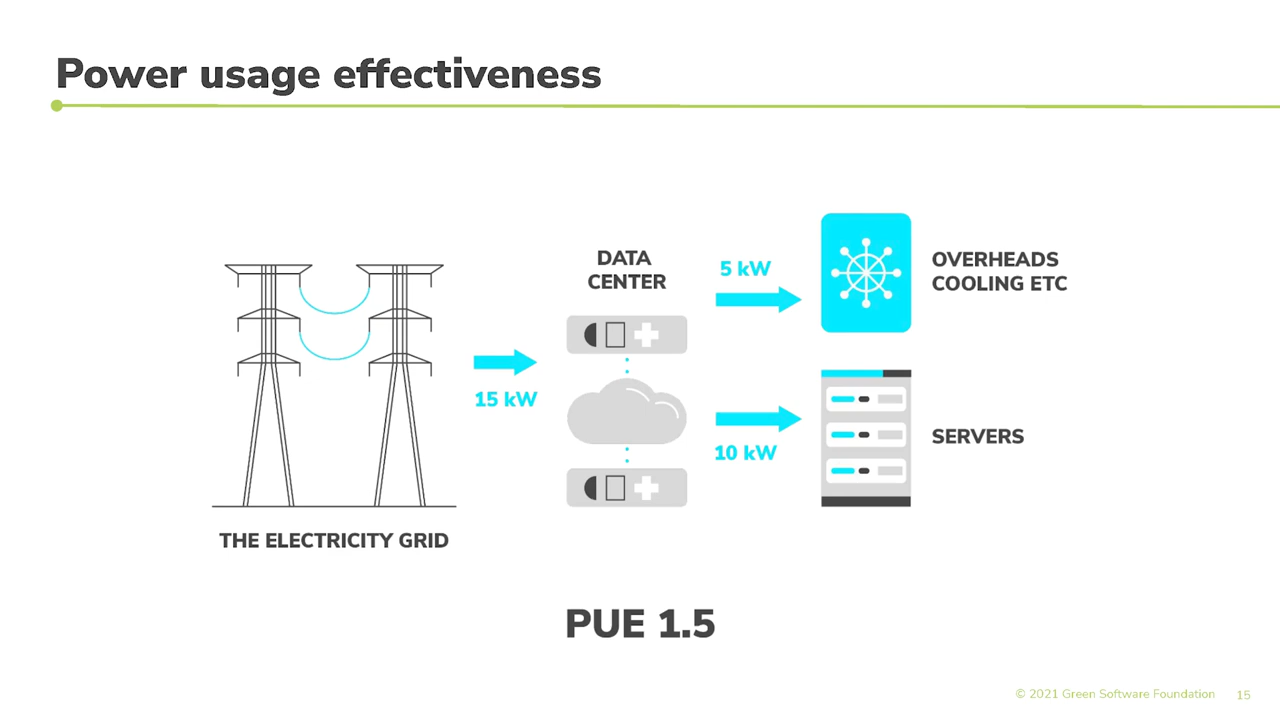 Power usage effectiveness
DATA
CENTER
5 kW
OVERHEADS
COOLING ETC
15 kW
10 kW
SERVERS
THE ELECTRICITY GRID
PUE 1.5
© 2021 Green Software Foundation
15